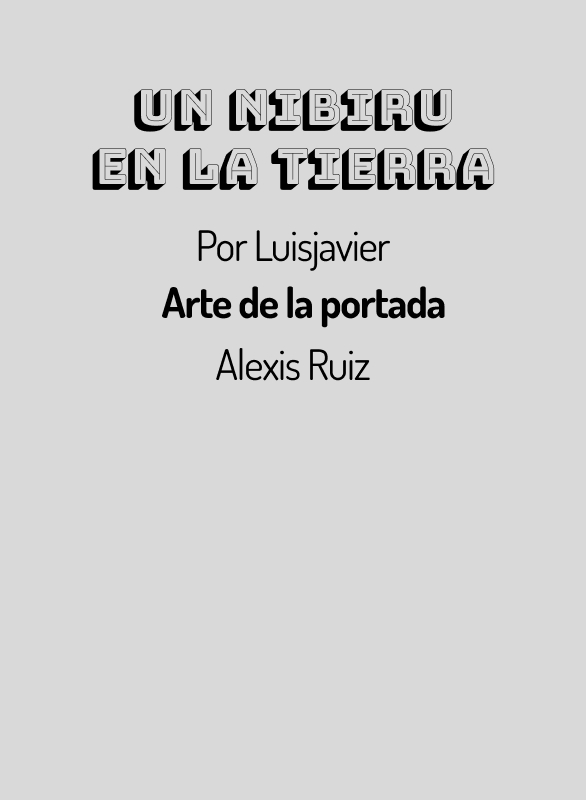 UN NIBIRU
EN LA TIERRA
Por Luisjavier
Arte de la portada
Alexis Ruiz